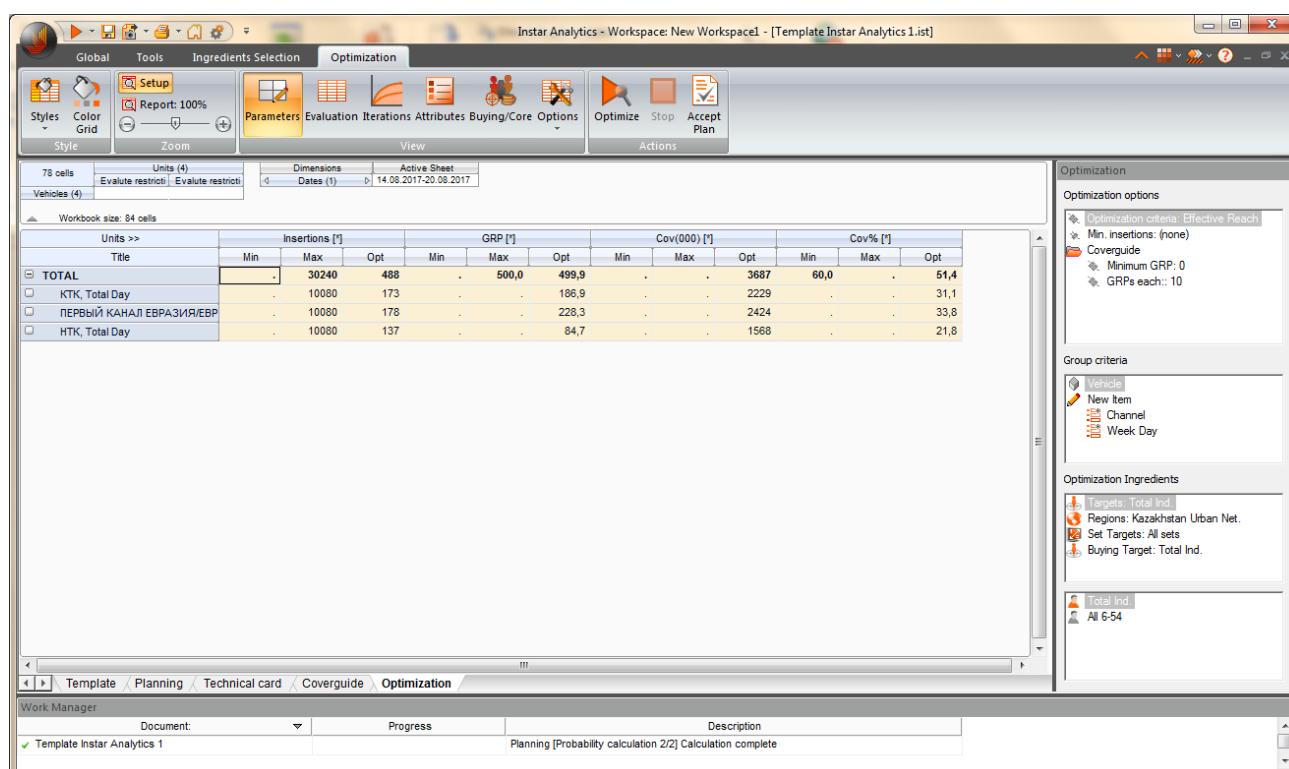 Instar Analytics - Workspace: New Workspace1 - [Template Instar Analytics 1.ist]
Global Tools Ingredients Selection Optimization
Styles Color Grid Setup Report: 100% Parameters Evaluation Iterations Attributes Buying/Core Options Optimize Stop Accept Plan
Style Zoom View Actions
78 cells Units (4) Dimensions Active Sheet
Evalute restricti Evalute restricti Dates (1) 14.08.2017-20.08.2017
Vehicles (4)
Workbook size: 84 cells
Units >> Insertions [*] GRP [*] Cov(000) [*] Cov% [*]
Title Min Max Opt Min Max Opt Min Max Opt Min Max Opt
TOTAL . 30240 488 . 500,0 499,9 . . 3687 60,0 . 51,4
КТК, Total Day . 10080 173 . . 186,9 . . 2229 . . 31,1
ПЕРВЫЙ КАНАЛ ЕВРАЗИЯ/ЕВР . 10080 178 . . 228,3 . . 2424 . . 33,8
НТК, Total Day . 10080 137 . . 84,7 . . 1568 . . 21,8
Template Planning Technical card Coverguide Optimization
Optimization
Optimization options
Optimization criteria: Effective Reach
Min. insertions: (none)
Coverguide
Minimum GRP: 0
GRPs each:: 10
Group criteria
Vehicle
New Item
Channel
Week Day
Optimization Ingredients
Targets: Total Ind.
Regions: Kazakhstan Urban Net.
Set Targets: All sets
Buying Target: Total Ind.
Total Ind.
All 6-54
Work Manager
Document: Progress Description
Template Instar Analytics 1 Planning [Probability calculation 2/2] Calculation complete